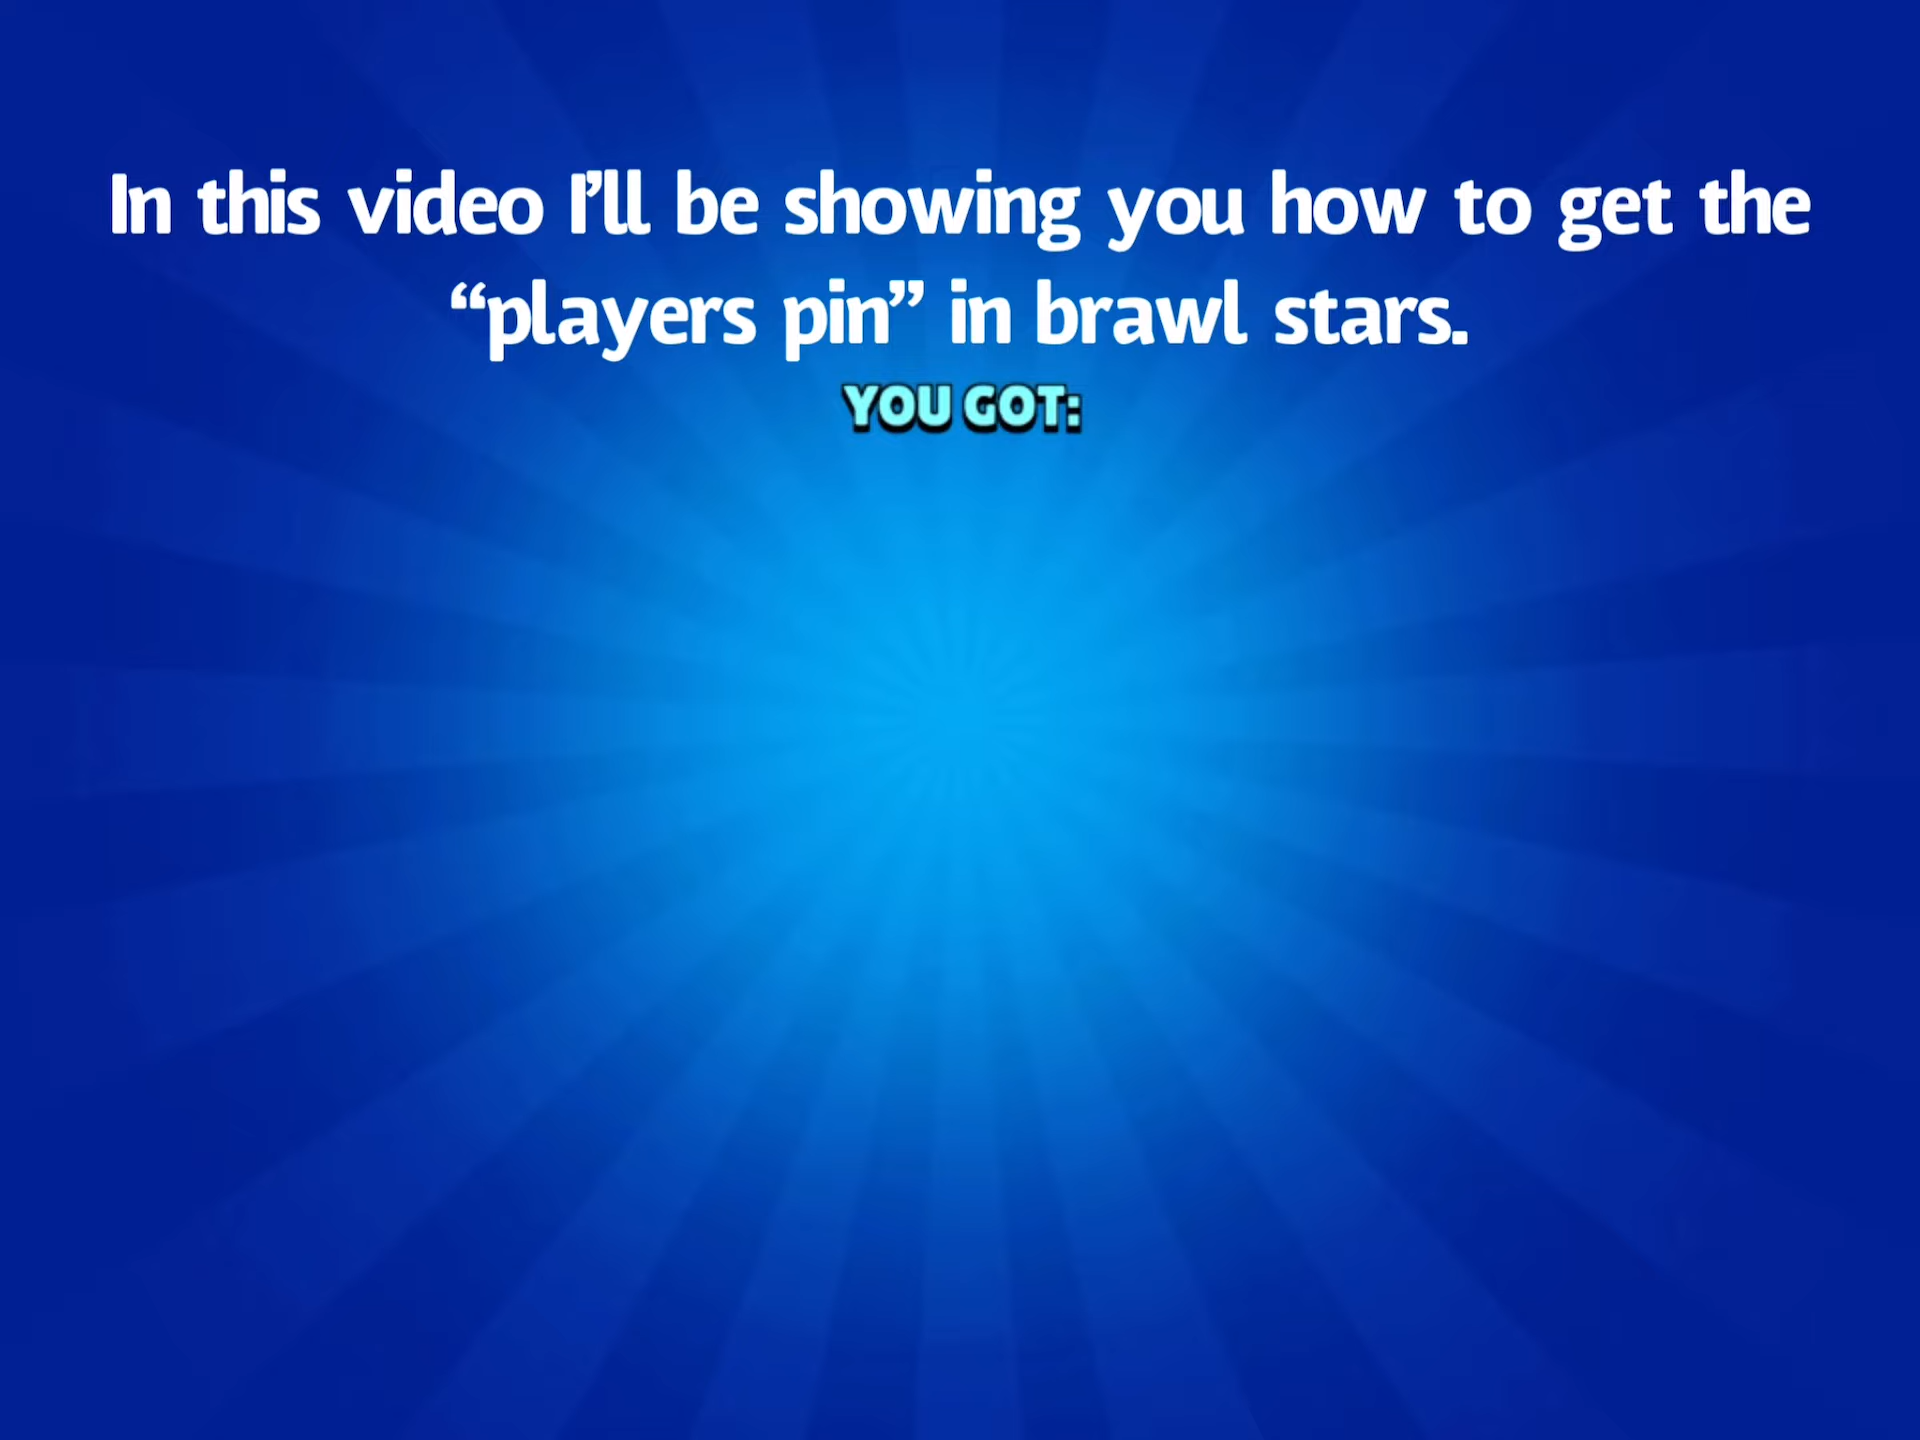 In this video I’ll be showing you how to get the
“players pin” in brawl stars.
YOU GOT: